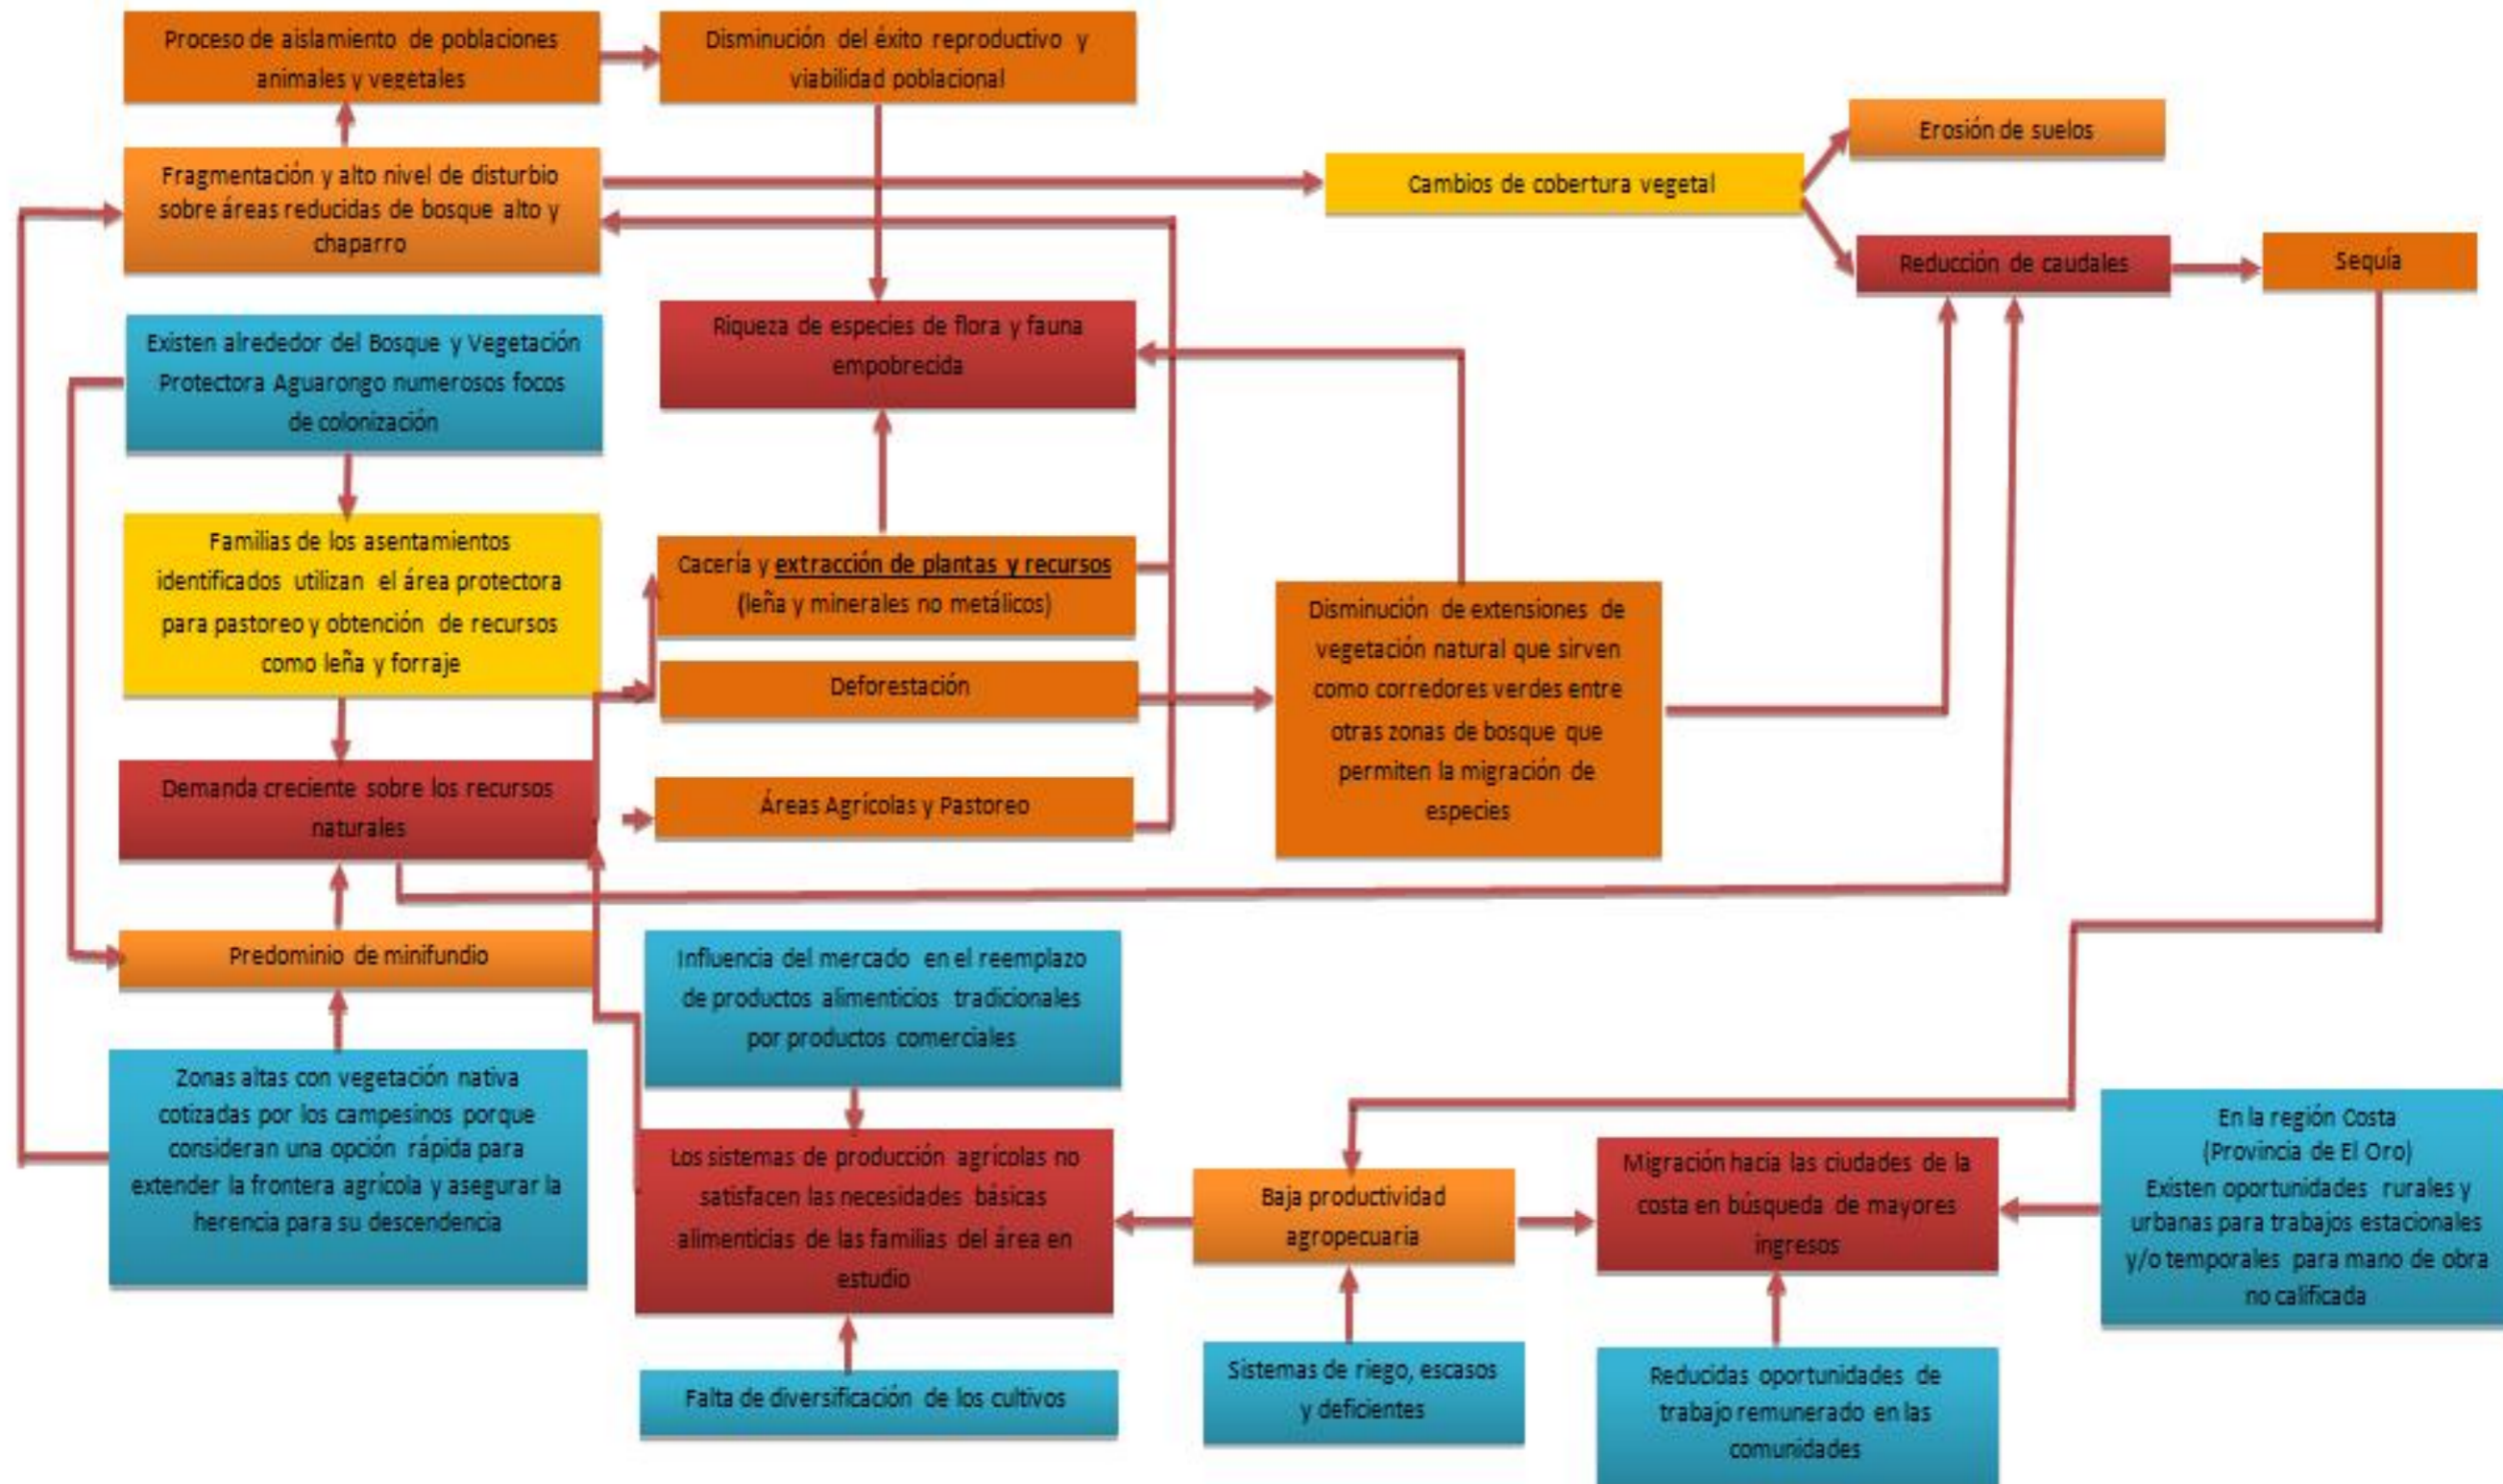 Proceso de aislamiento de poblaciones
animales y vegetales
Disminución del éxito reproductivo y
viabilidad poblacional
Fragmentación y alto nivel de disturbio
sobre áreas reducidas de bosque alto y
chaparro
Cambios de cobertura vegetal
Erosión de suelos
Reducción de caudales
Sequía
Existen alrededor del Bosque y Vegetación
Protectora Aguarongo numerosos focos
de colonización
Riqueza de especies de flora y fauna
empobrecida
Familias de los asentamientos
identificados utilizan el área protectora
para pastoreo y obtención de recursos
como leña y forraje
Cacería y extracción de plantas y recursos
(leña y minerales no metálicos)
Deforestación
Áreas Agrícolas y Pastoreo
Disminución de extensiones de
vegetación natural que sirven
como corredores verdes entre
otras zonas de bosque que
permiten la migración de
especies
Demanda creciente sobre los recursos
naturales
Predominio de minifundio
Influencia del mercado en el reemplazo
de productos alimenticios tradicionales
por productos comerciales
Zonas altas con vegetación nativa
cotizadas por los campesinos porque
consideran una opción rápida para
extender la frontera agrícola y asegurar la
herencia para su descendencia
Los sistemas de producción agrícolas no
satisfacen las necesidades básicas
alimenticias de las familias del área en
estudio
Baja productividad
agropecuaria
Migración hacia las ciudades de la
costa en búsqueda de mayores
ingresos
En la región Costa
(Provincia de El Oro)
Existen oportunidades rurales y
urbanas para trabajos estacionales
y/o temporales para mano de obra
no calificada
Falta de diversificación de los cultivos
Sistemas de riego, escasos
y deficientes
Reducidas oportunidades de
trabajo remunerado en las
comunidades